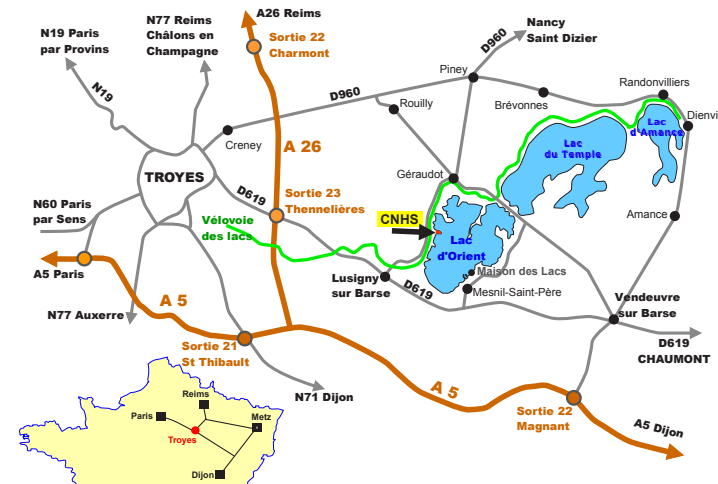 A26 Reims
N77 Reims
Châlons en
Champagne
N19 Paris
par Provins
Sortie 22
Charmont
Nancy
Saint Dizier
D960
N19
D960
Piney
Randonvilliers
Rouilly
Brévonnes
Dienvi
Creney
A 26
Lac
d'Amance
Lac
du Temple
TROYES
Géraudot
D619
Sortie 23
Thennelières
N60 Paris
par Sens
Vélovoie
des lacs
CNHS
Amance
Lac
d'Orient
A5 Paris
Maison des Lacs
Lusigny
sur Barse
D619
Mesnil-Saint-Père
Vendeuvre
sur Barse
A 5
N77 Auxerre
D619
CHAUMONT
Sortie 21
St Thibault
A 5
N71 Dijon
Sortie 22
Magnant
A5 Dijon
Reims
Paris
Metz
Troyes
Dijon